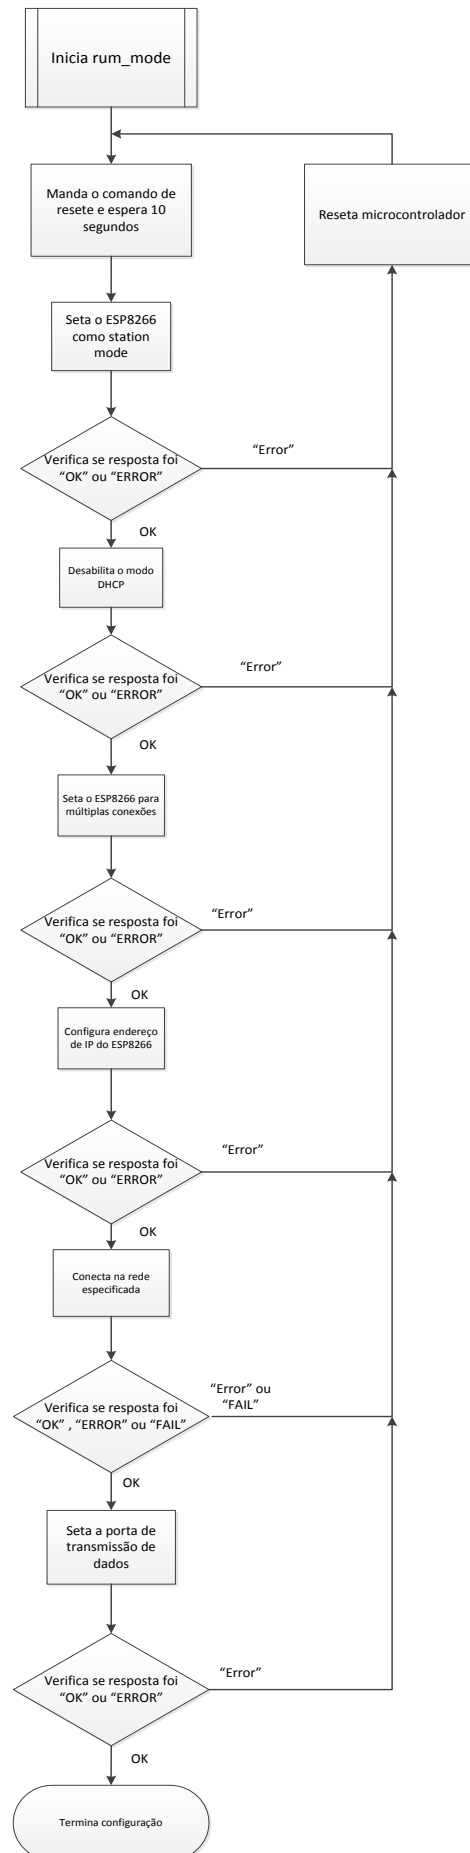 Inicia rum_mode
Manda o comando de
resete e espera 10
segundos
Reseta microcontrolador
Seta o ESP8266
como station
mode
Verifica se resposta foi
“OK” ou “ERROR”
“Error”
OK
Desabilita o modo
DHCP
Verifica se resposta foi
“OK” ou “ERROR”
“Error”
OK
Seta o ESP8266 para
múltiplas conexões
Verifica se resposta foi
“OK” ou “ERROR”
“Error”
OK
Configura endereço
de IP do ESP8266
Verifica se resposta foi
“OK” ou “ERROR”
“Error”
OK
Conecta na rede
especificada
Verifica se resposta foi
“OK” , “ERROR” ou “FAIL”
“Error” ou
“FAIL”
OK
Seta a porta de
transmissão de
dados
Verifica se resposta foi
“OK” ou “ERROR”
“Error”
OK
Termina configuração